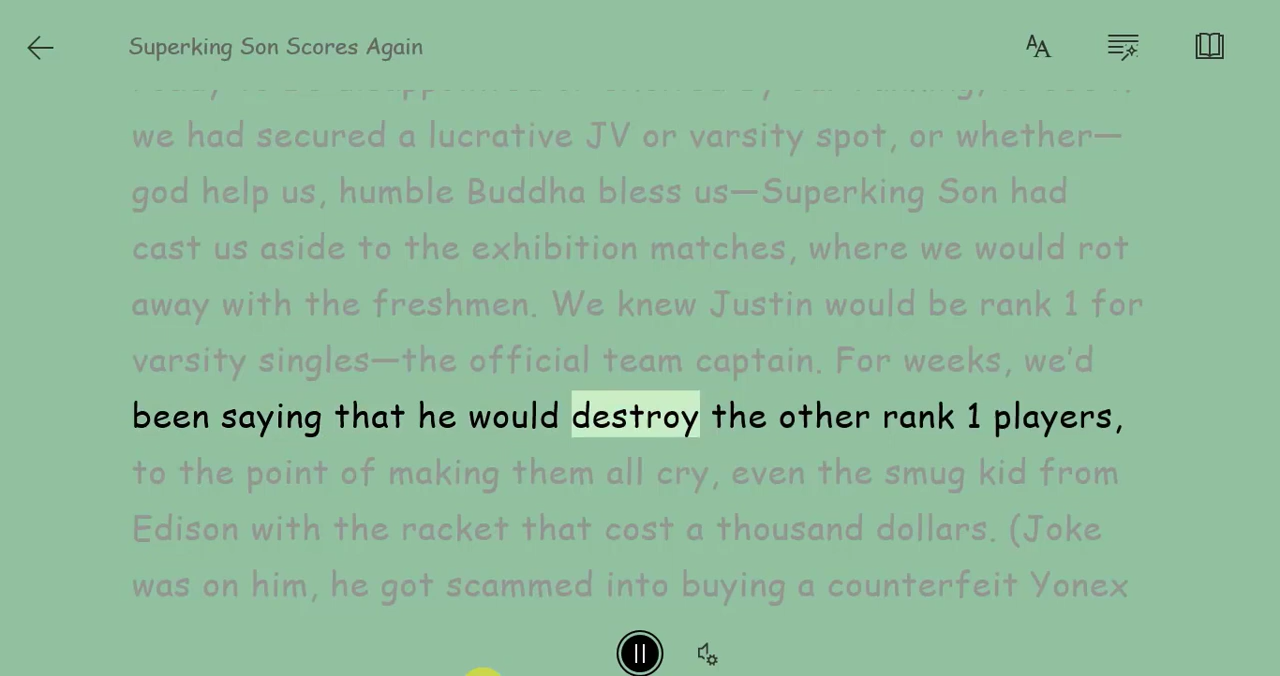 Superking Son Scores Again
AA
we had secured a lucrative JV or varsity spot, or whether—
god help us, humble Buddha bless us—Superking Son had
cast us aside to the exhibition matches, where we would rot
away with the freshmen. We knew Justin would be rank 1 for
varsity singles—the official team captain. For weeks, we’d
been saying that he would destroy the other rank 1 players,
to the point of making them all cry, even the smug kid from
Edison with the racket that cost a thousand dollars. (Joke
was on him, he got scammed into buying a counterfeit Yonex